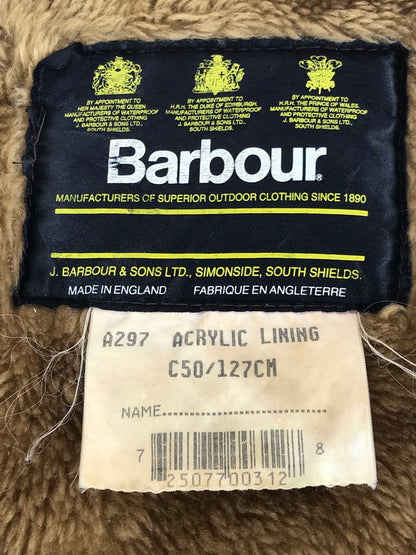 BY APPOINTMENT TO
HER MAJESTY THE QUEEN
MANUFACTURERS OF WATERPROOF
AND PROTECTIVE CLOTHING
J. BARBOUR & SONS LTD.,
SOUTH SHIELDS.
BY APPOINTMENT TO
H.R.H. THE DUKE OF EDINBURGH
MANUFACTURERS OF WATERPROOF
AND PROTECTIVE CLOTHING
J. BARBOUR & SONS LTD.,
SOUTH SHIELDS.
BY APPOINTMENT TO
H.R.H. THE PRINCE OF WALES.
MANUFACTURERS OF WATERPROOF
AND PROTECTIVE CLOTHING
J. BARBOUR & SONS LTD.,
SOUTH SHIELDS.
Barbour®
MANUFACTURERS OF SUPERIOR OUTDOOR CLOTHING SINCE 1890
J. BARBOUR & SONS LTD., SIMONSIDE, SOUTH SHIELDS.
MADE IN ENGLAND FABRIQUE EN ANGLETERRE
A297 ACRYLIC LINING
C50/127CM
NAME..............................
7 2507700312 8